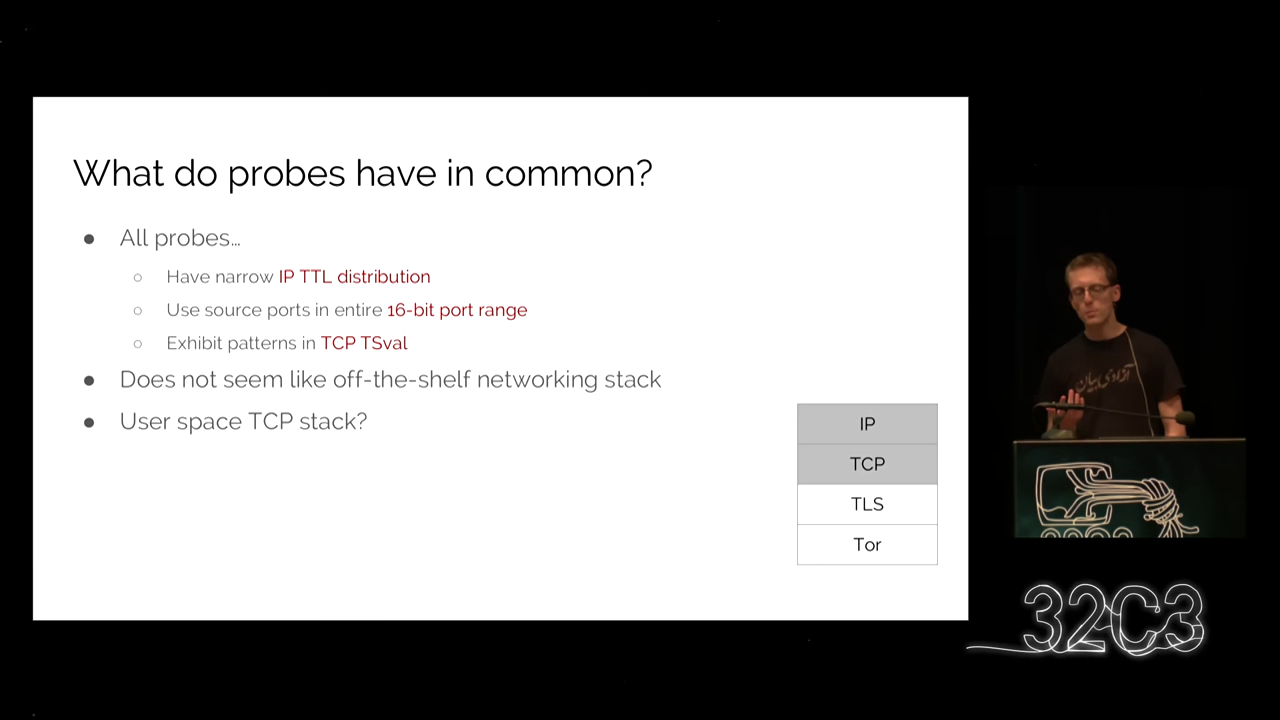 What do probes have in common?
● All probes…
○ Have narrow IP TTL distribution
○ Use source ports in entire 16-bit port range
○ Exhibit patterns in TCP TSval
● Does not seem like off-the-shelf networking stack
● User space TCP stack?
IP
TCP
TLS
Tor
آزادی بیان
32C3